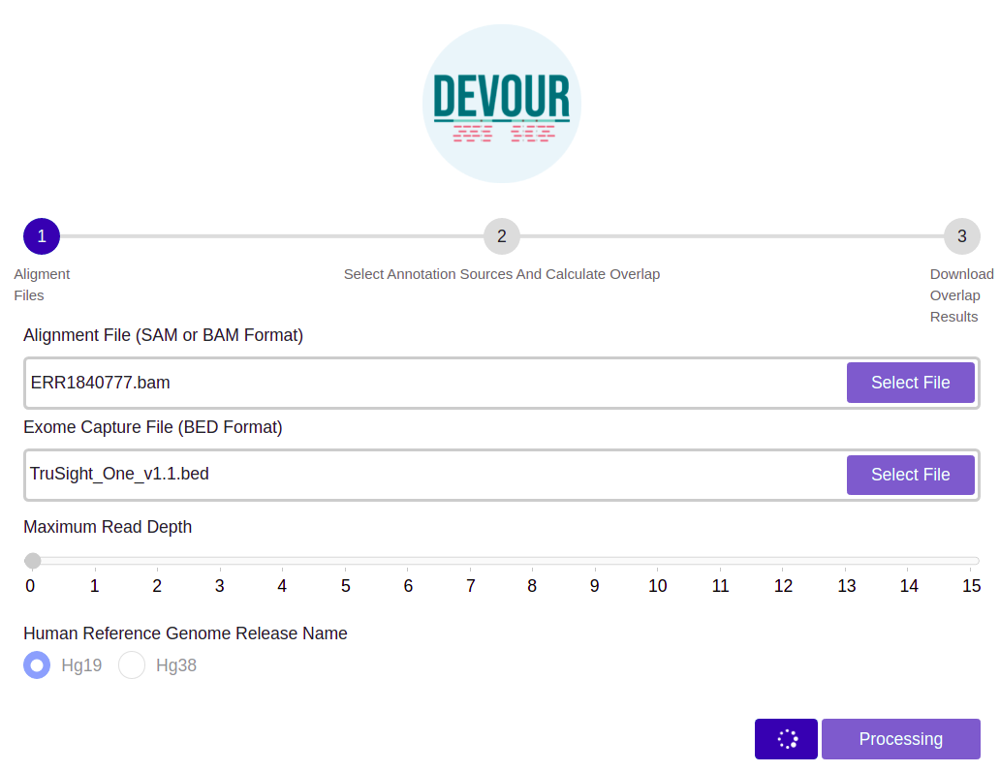 DEVOUR
1
2
3
Aligment
Files
Select Annotation Sources And Calculate Overlap
Download
Overlap
Results
Alignment File (SAM or BAM Format)
ERR1840777.bam
Select File
Exome Capture File (BED Format)
TruSight_One_v1.1.bed
Select File
Maximum Read Depth
0 1 2 3 4 5 6 7 8 9 10 11 12 13 14 15
Human Reference Genome Release Name
Hg19 Hg38
Processing